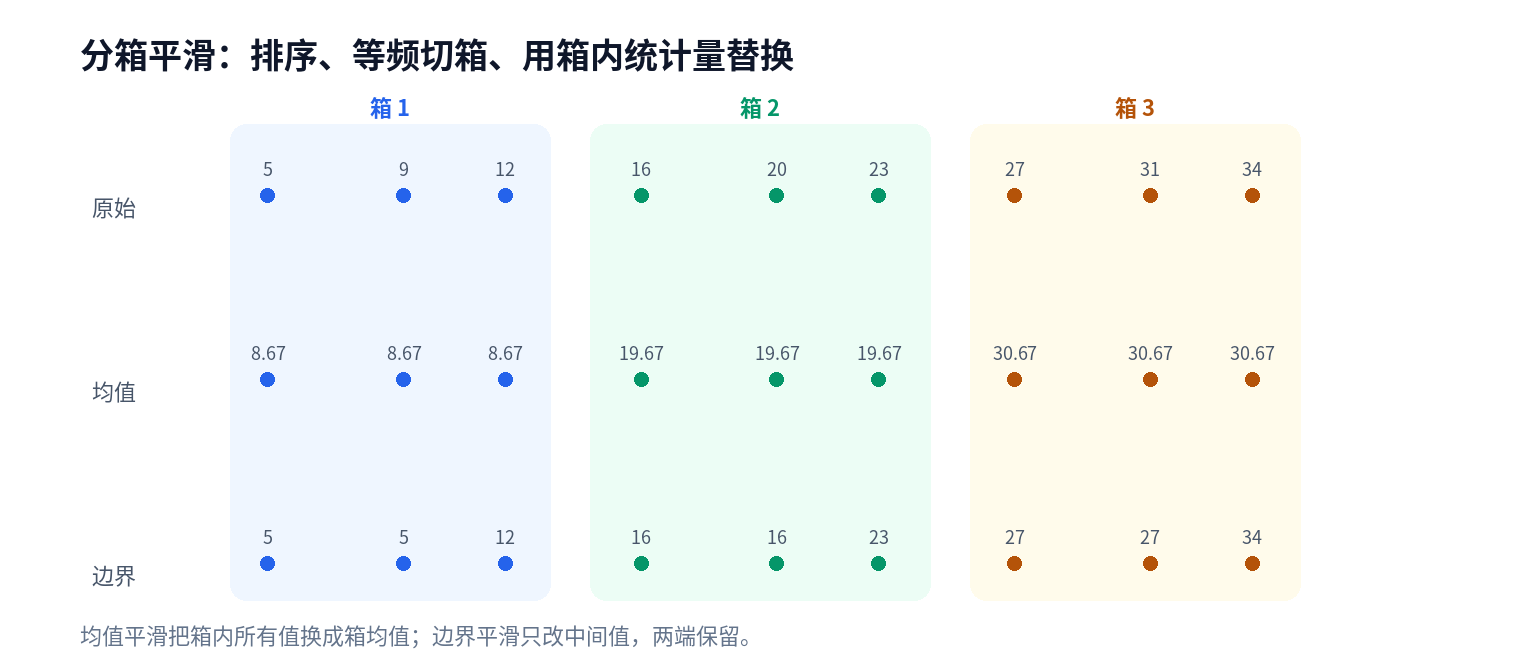 分箱平滑：排序、等频切箱、用箱内统计量替换
箱 1 箱 2 箱 3
5 9 12 16 20 23 27 31 34
原始
8.67 8.67 8.67 19.67 19.67 19.67 30.67 30.67 30.67
均值
5 5 12 16 16 23 27 27 34
边界
均值平滑把箱内所有值换成箱均值；边界平滑只改中间值，两端保留。